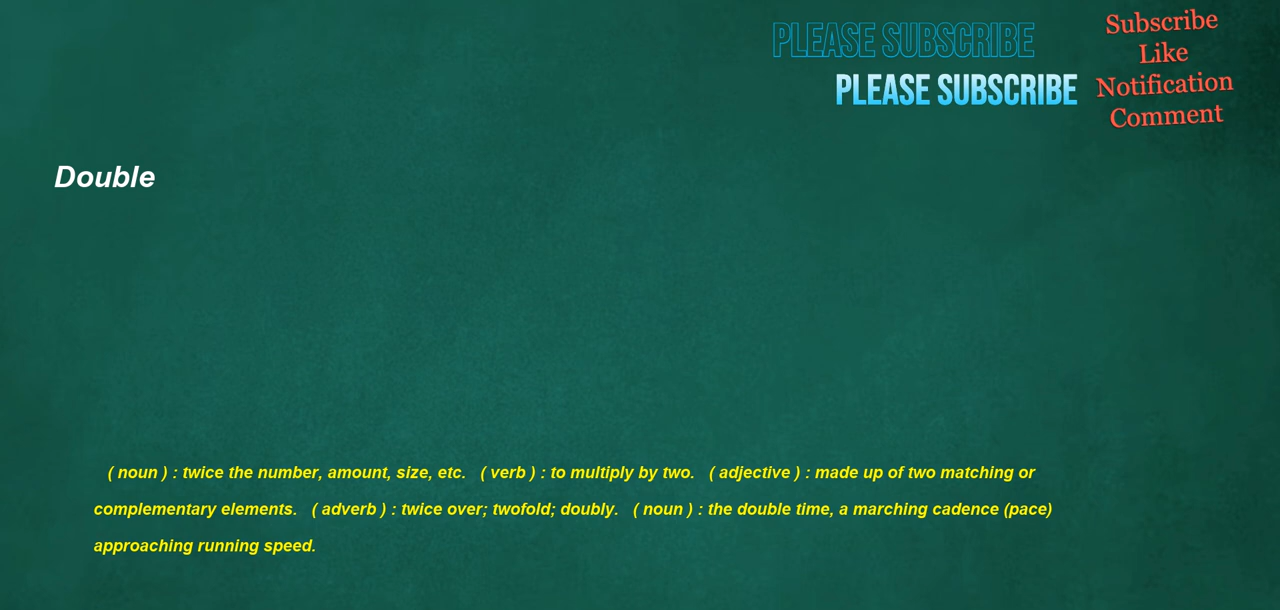 PLEASE SUBSCRIBE
PLEASE SUBSCRIBE
Subscribe
Like
Notification
Comment
Double
( noun ) : twice the number, amount, size, etc. ( verb ) : to multiply by two. ( adjective ) : made up of two matching or
complementary elements. ( adverb ) : twice over; twofold; doubly. ( noun ) : the double time, a marching cadence (pace)
approaching running speed.